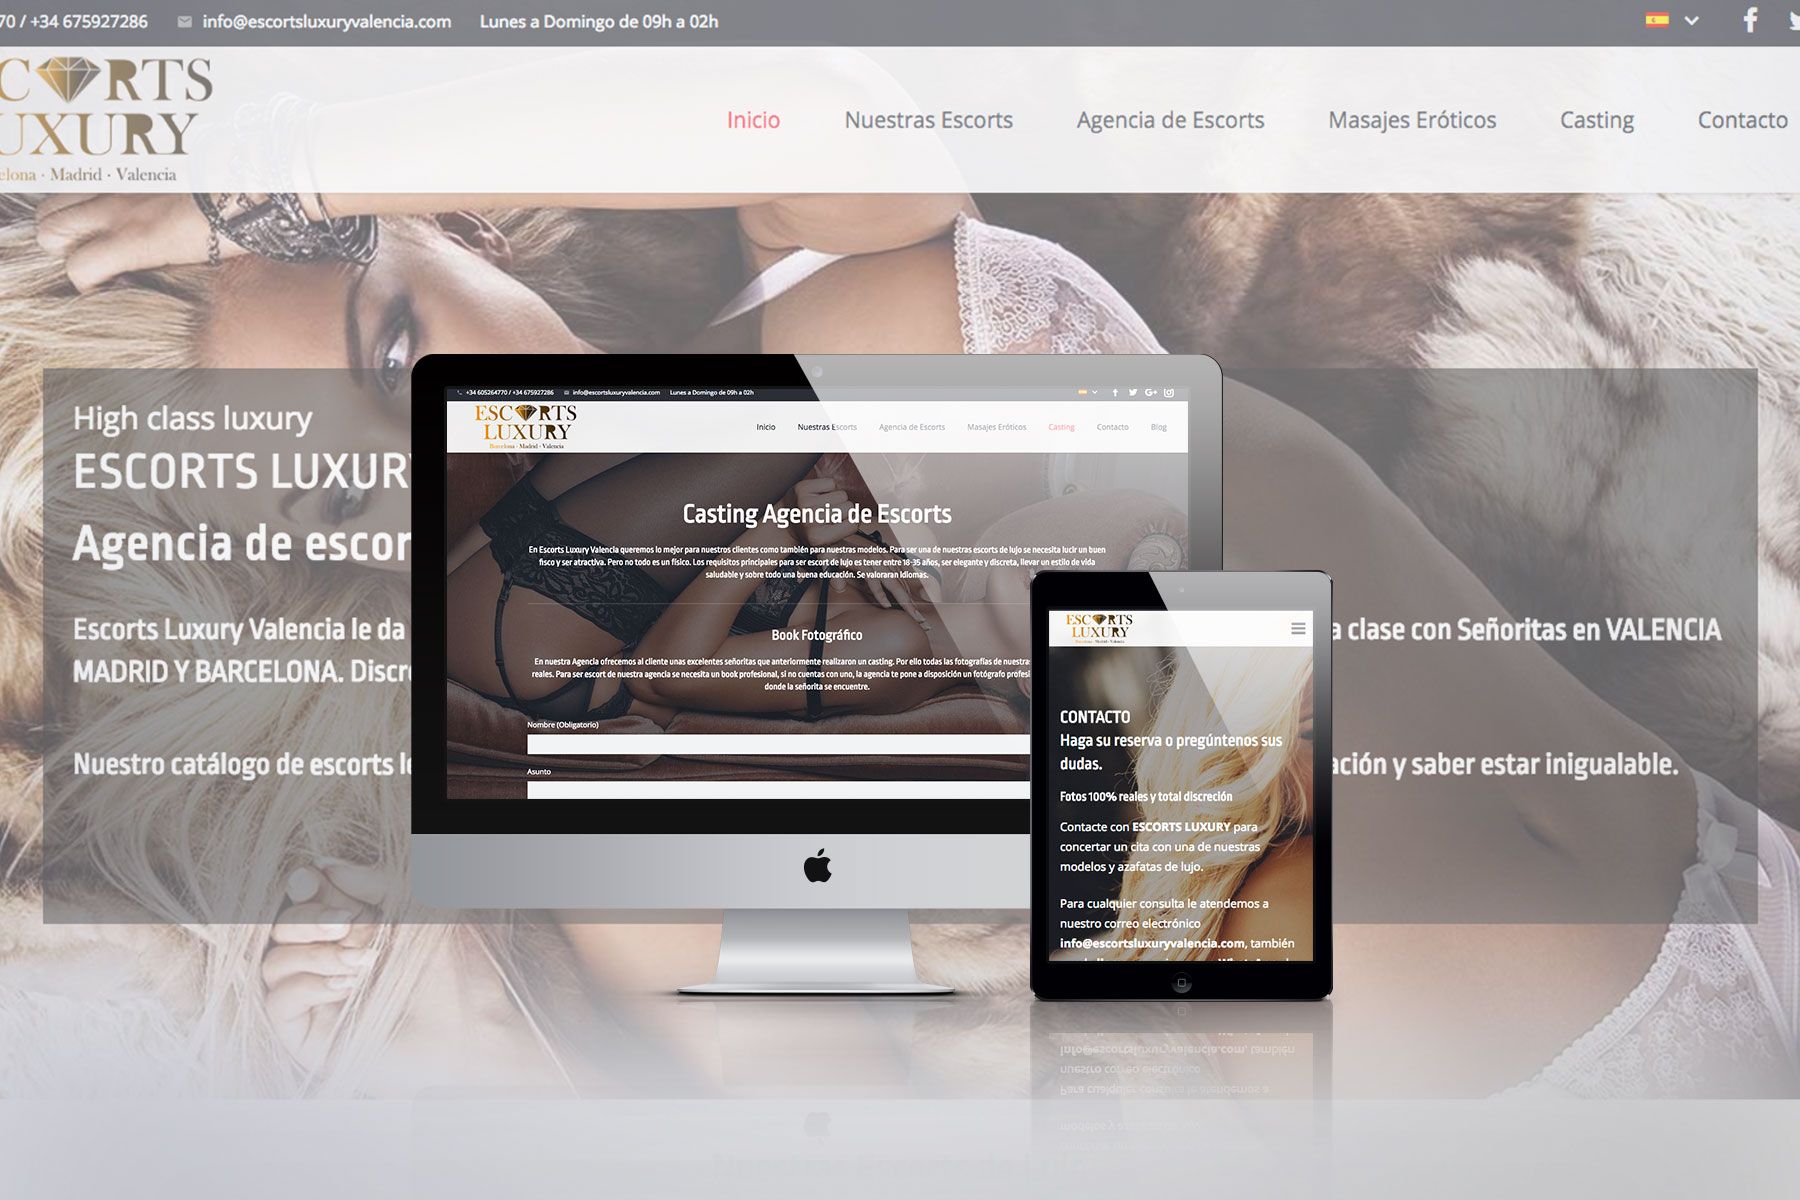 70 / +34 675927286 info@escortsluxuryvalencia.com Lunes a Domingo de 09h a 02h
ESCORTS
LUXURY
elona · Madrid · Valencia
Inicio Nuestras Escorts Agencia de Escorts Masajes Eróticos Casting Contacto
High class luxury
ESCORTS LUXURY
Agencia de escor
Escorts Luxury Valencia le da a clase con Señoritas en VALENCIA
MADRID Y BARCELONA. Discr
Nuestro catálogo de escorts le ación y saber estar inigualable.
+34 605264770 / +34 675927286 info@escortsluxuryvalencia.com Lunes a Domingo de 09h a 02h
ESCORTS
LUXURY
Barcelona · Madrid · Valencia
Inicio Nuestras Escorts Agencia de Escorts Masajes Eróticos Casting Contacto Blog
Casting Agencia de Escorts
En Escorts Luxury Valencia queremos lo mejor para nuestros clientes como también para nuestras modelos. Para ser una de nuestras escorts de lujo se necesita lucir un buen
fisco y ser atractiva. Pero no todo es un físico. Los requisitos principales para ser escort de lujo es tener entre 18-35 años, ser elegante y discreta, llevar un estilo de vida
saludable y sobre todo una buena educación. Se valoraran Idiomas.
Book Fotográfico
En nuestra Agencia ofrecemos al cliente unas excelentes señoritas que anteriormente realizaron un casting. Por ello todas las fotografías de nuestra
reales. Para ser escort de nuestra agencia se necesita un book profesional, si no cuentas con uno, la agencia te pone a disposición un fotógrafo profesi
donde la señorita se encuentre.
Nombre (Obligatorio)
Asunto
ESCORTS
LUXURY
Barcelona · Madrid · Valencia
CONTACTO
Haga su reserva o pregúntenos sus
dudas.
Fotos 100% reales y total discreción
Contacte con ESCORTS LUXURY para
concertar un cita con una de nuestras
modelos y azafatas de lujo.
Para cualquier consulta le atendemos a
nuestro correo electrónico
info@escortsluxuryvalencia.com, también